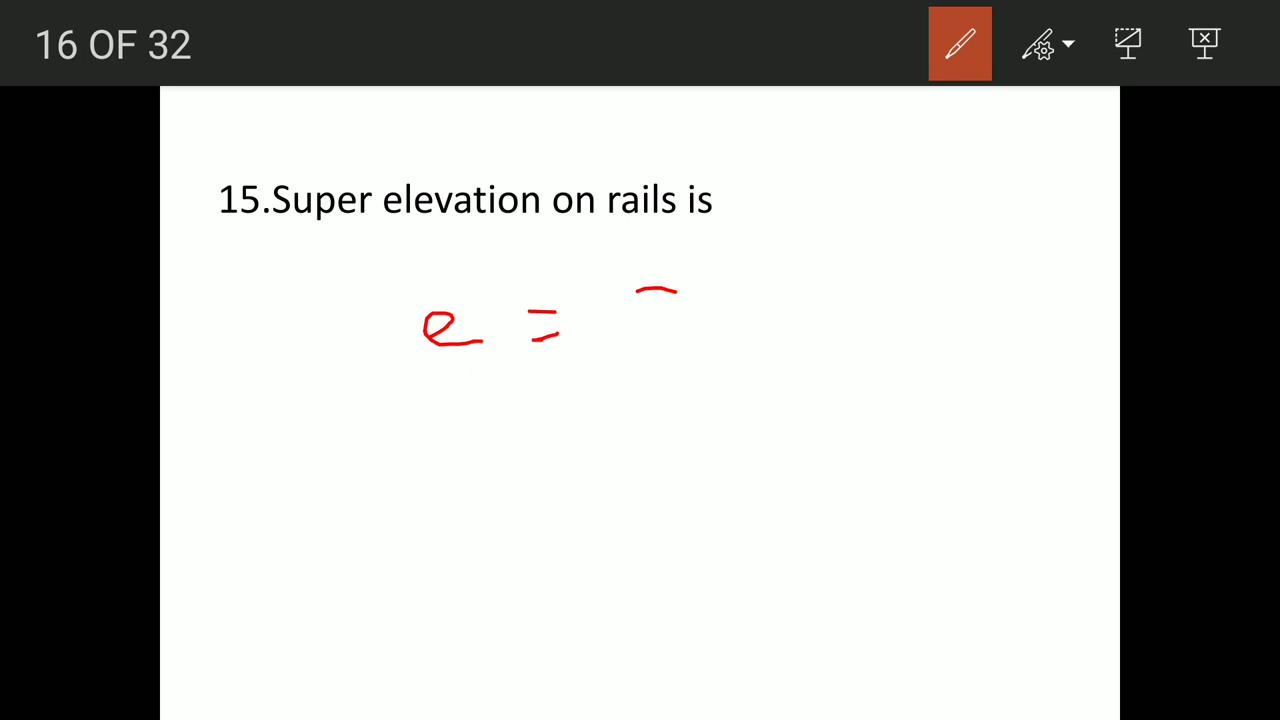 16 OF 32
15.Super elevation on rails is
e =